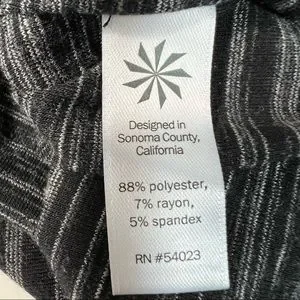 Designed in
Sonoma County,
California
88% polyester,
7% rayon,
5% spandex
RN #54023